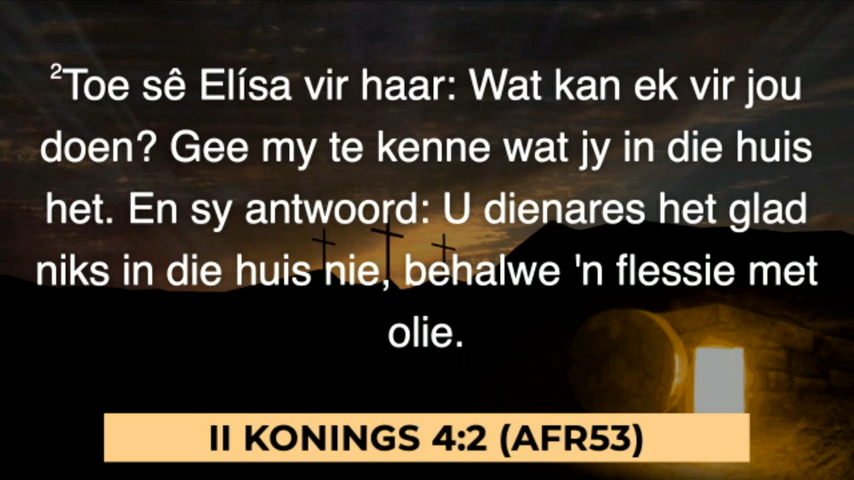 ²Toe sê Elísa vir haar: Wat kan ek vir jou
doen? Gee my te kenne wat jy in die huis
het. En sy antwoord: U dienares het glad
niks in die huis nie, behalwe 'n flessie met
olie.
II KONINGS 4:2 (AFR53)